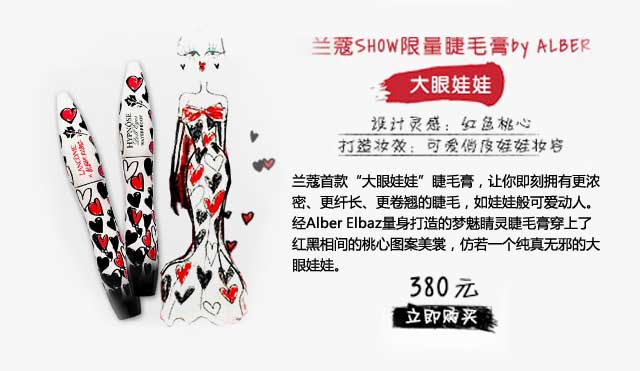 兰蔻SHOW限量睫毛膏by ALBER
大眼娃娃
设计灵感：红色桃心
打造妆效：可爱俏皮娃娃妆容
兰蔻首款“大眼娃娃”睫毛膏，让你即刻拥有更浓
密、更纤长、更卷翘的睫毛，如娃娃般可爱动人。
经Alber Elbaz量身打造的梦魅睛灵睫毛膏穿上了
红黑相间的桃心图案美裳，仿若一个纯真无邪的大
眼娃娃。
380元
立即购买
LANCÔME
HYPNÔSE
Doll Eyes
WATERPROOF